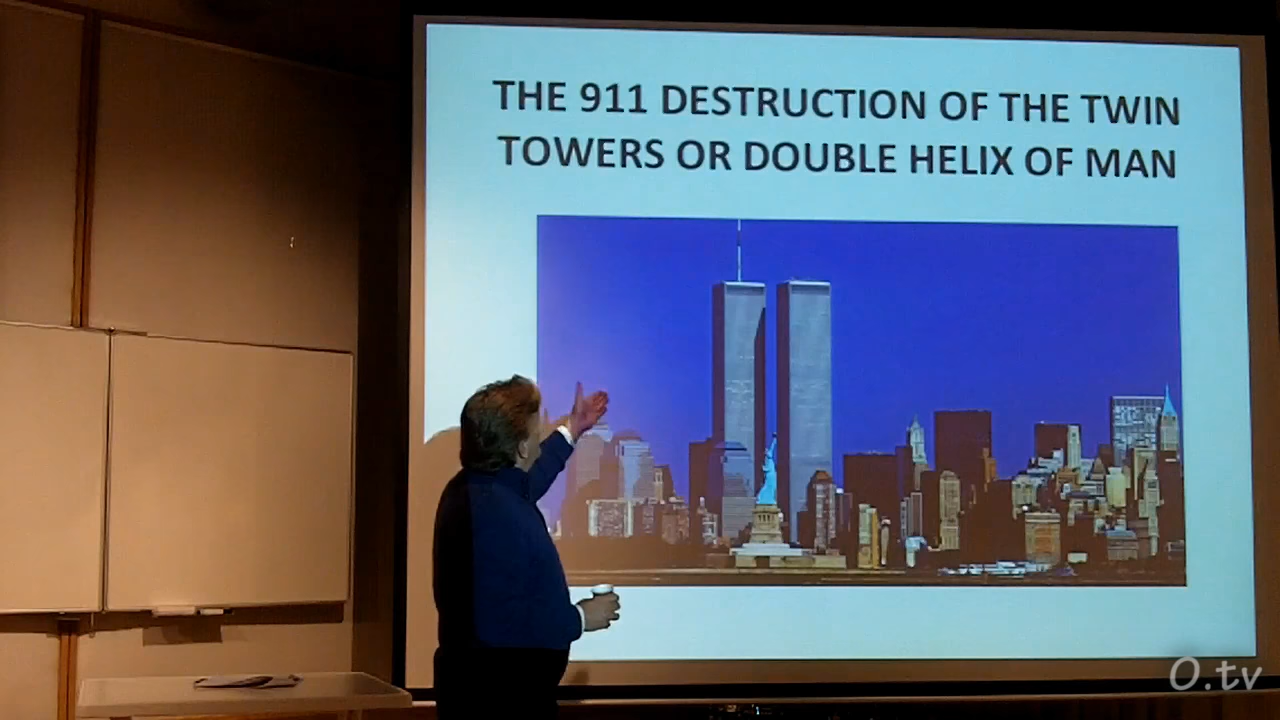 THE 911 DESTRUCTION OF THE TWIN
TOWERS OR DOUBLE HELIX OF MAN
O.tv